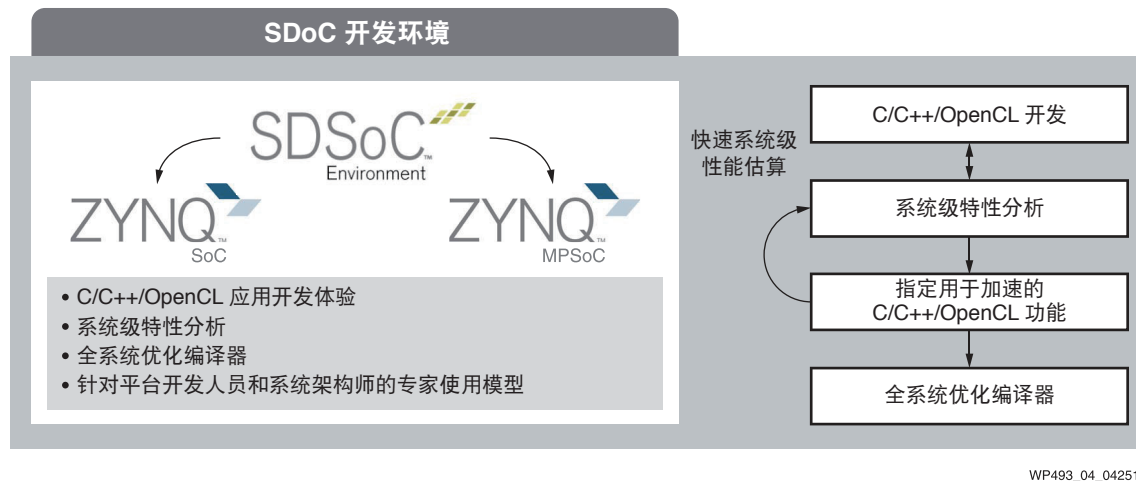 SDoC 开发环境
SDSoC™
Environment
ZYNQ™
SoC
ZYNQ™
MPSoC
• C/C++/OpenCL 应用开发体验
• 系统级特性分析
• 全系统优化编译器
• 针对平台开发人员和系统架构师的专家使用模型
快速系统级
性能估算
C/C++/OpenCL 开发
系统级特性分析
指定用于加速的
C/C++/OpenCL 功能
全系统优化编译器
WP493_04_04251